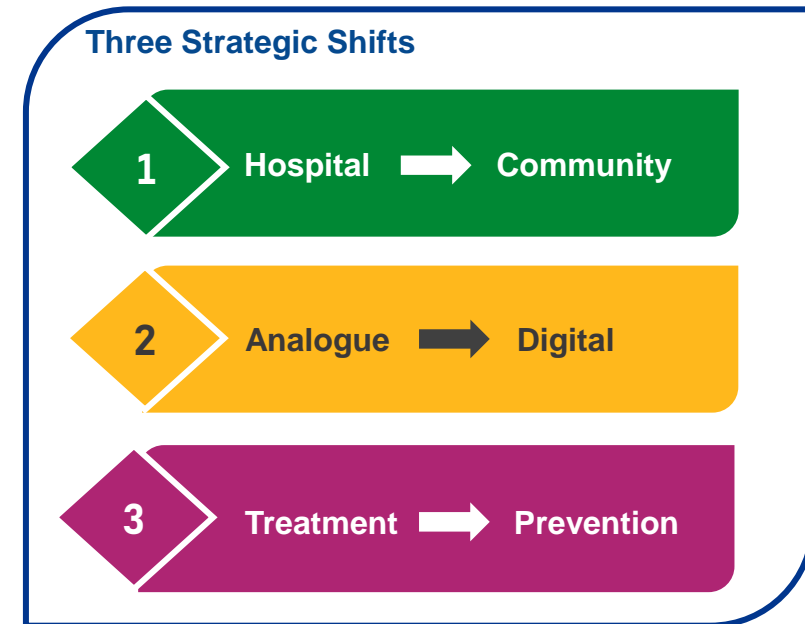 Three Strategic Shifts
1 Hospital Community
2 Analogue Digital
3 Treatment Prevention